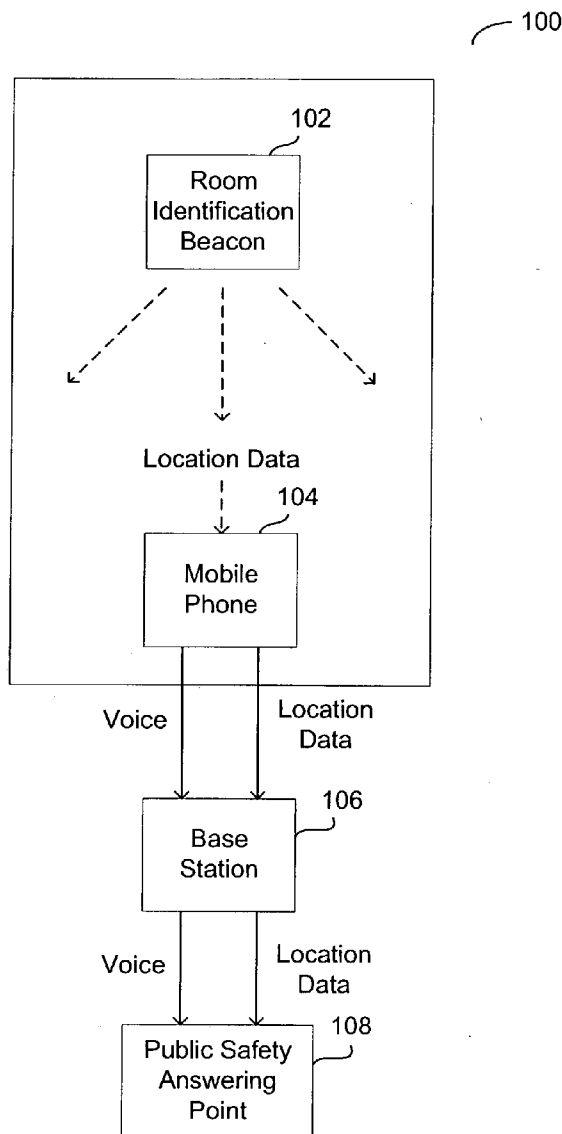 100
102
Room
Identification
Beacon
Location Data
104
Mobile
Phone
Voice
Location
Data
106
Base
Station
Voice
Location
Data
108
Public Safety
Answering
Point